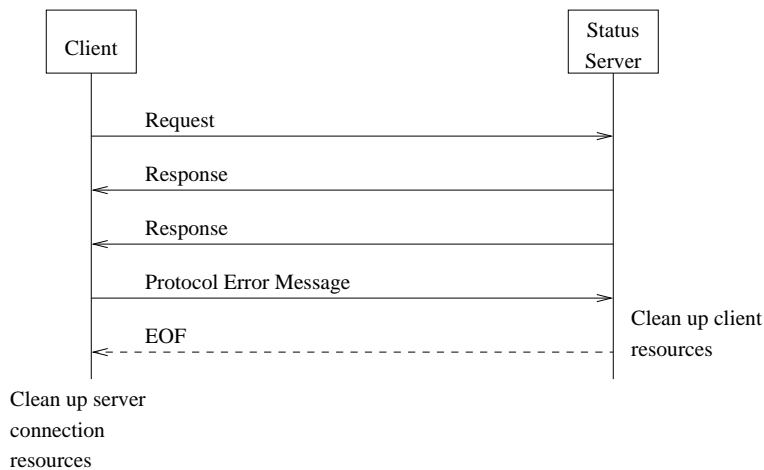 Client
Status
Server
Request
Response
Response
Protocol Error Message
EOF
Clean up client
resources
Clean up server
connection
resources